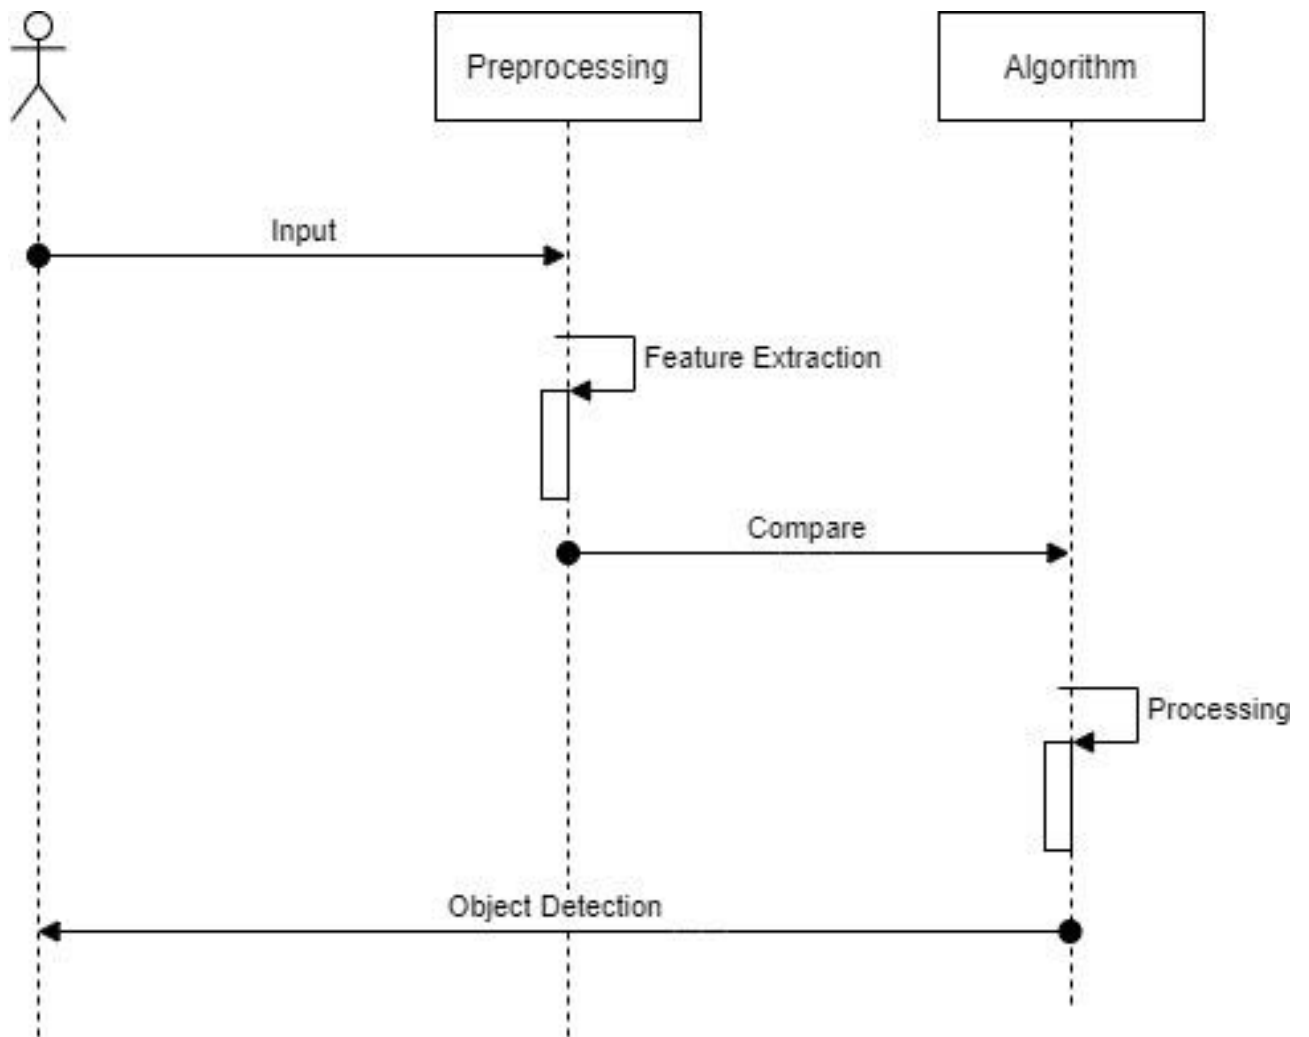 Preprocessing
Algorithm
Input
Feature Extraction
Compare
Processing
Object Detection